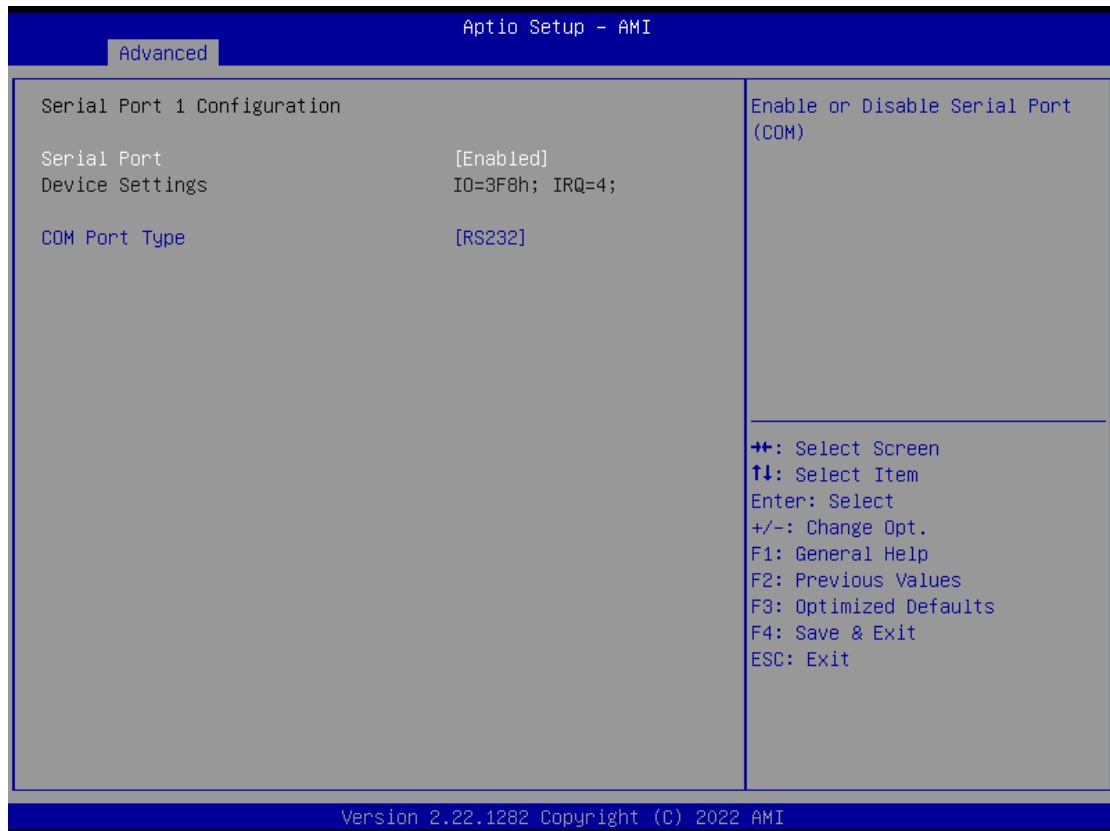 Aptio Setup – AMI
Advanced
Serial Port 1 Configuration
Serial Port [Enabled]
Device Settings IO=3F8h; IRQ=4;
COM Port Type [RS232]
Enable or Disable Serial Port
(COM)
→←: Select Screen
↑↓: Select Item
Enter: Select
+/-: Change Opt.
F1: General Help
F2: Previous Values
F3: Optimized Defaults
F4: Save & Exit
ESC: Exit
Version 2.22.1282 Copyright (C) 2022 AMI